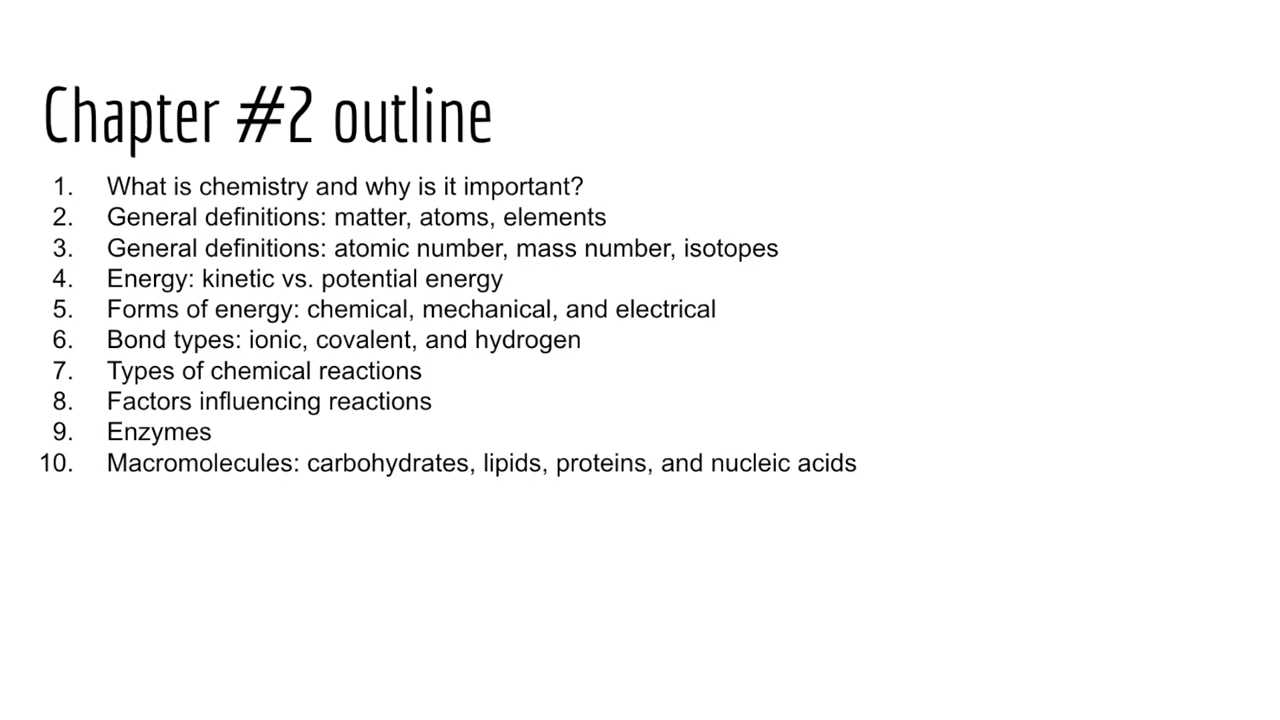 Chapter #2 outline
1. What is chemistry and why is it important?
2. General definitions: matter, atoms, elements
3. General definitions: atomic number, mass number, isotopes
4. Energy: kinetic vs. potential energy
5. Forms of energy: chemical, mechanical, and electrical
6. Bond types: ionic, covalent, and hydrogen
7. Types of chemical reactions
8. Factors influencing reactions
9. Enzymes
10. Macromolecules: carbohydrates, lipids, proteins, and nucleic acids